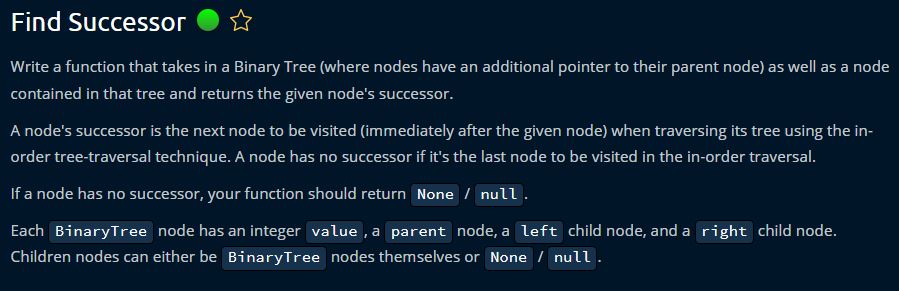 Find Successor
Write a function that takes in a Binary Tree (where nodes have an additional pointer to their parent node) as well as a node
contained in that tree and returns the given node's successor.
A node's successor is the next node to be visited (immediately after the given node) when traversing its tree using the in-
order tree-traversal technique. A node has no successor if it's the last node to be visited in the in-order traversal.
If a node has no successor, your function should return None / null.
Each BinaryTree node has an integer value, a parent node, a left child node, and a right child node.
Children nodes can either be BinaryTree nodes themselves or None / null.